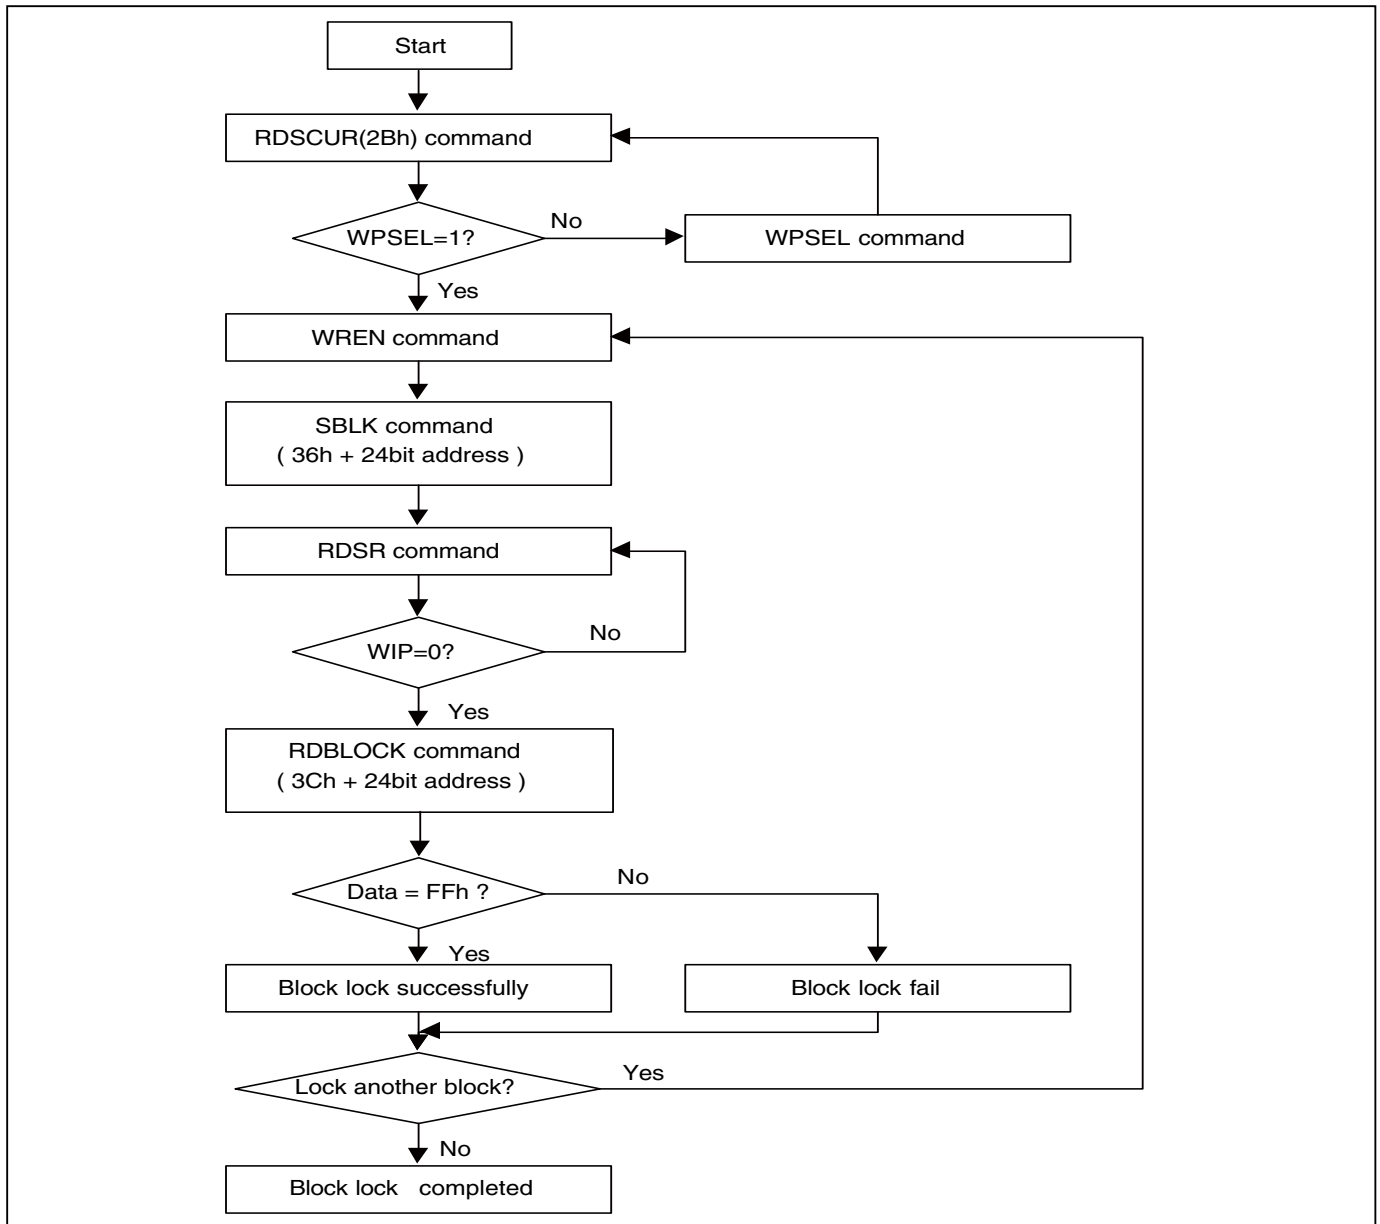 Start
RDSCUR(2Bh) command
WPSEL=1?
No
WPSEL command
Yes
WREN command
SBLK command
( 36h + 24bit address )
RDSR command
WIP=0?
No
Yes
RDBLOCK command
( 3Ch + 24bit address )
Data = FFh ?
No
Yes
Block lock successfully
Block lock fail
Lock another block?
Yes
No
Block lock completed